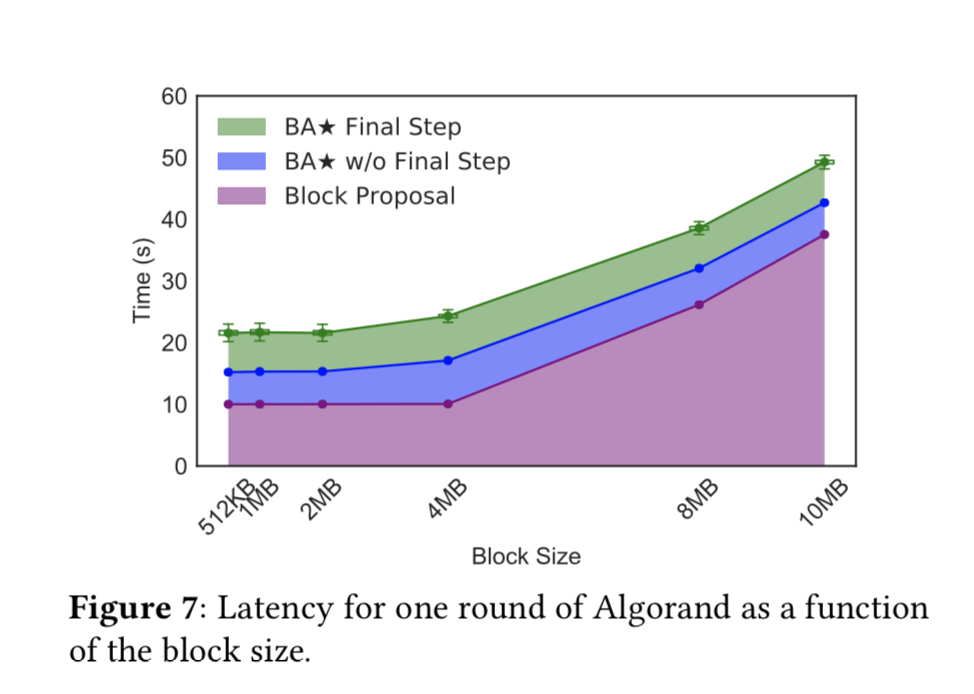 60
50
40
30
20
10
0
Time (s)
BA★ Final Step
BA★ w/o Final Step
Block Proposal
512KB
1MB
2MB
4MB
8MB
10MB
Block Size
Figure 7: Latency for one round of Algorand as a function
of the block size.